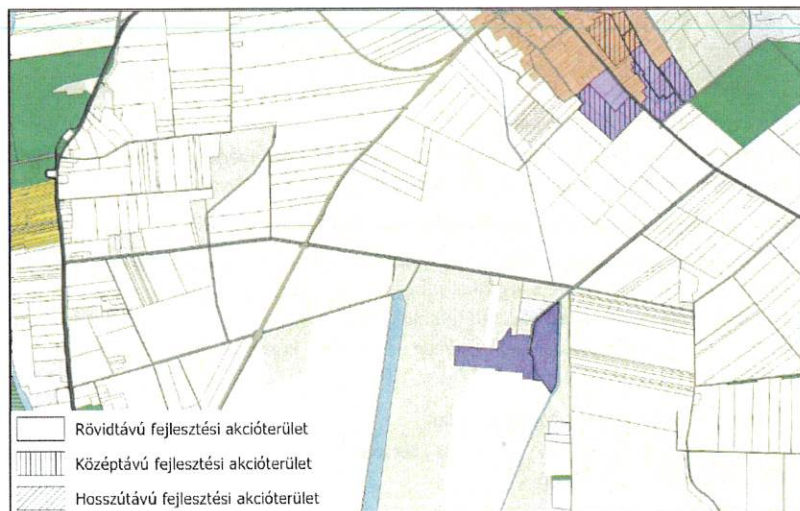 Rövidtávú fejlesztési akcióterület
Középtávú fejlesztési akcióterület
Hosszútávú fejlesztési akcióterület